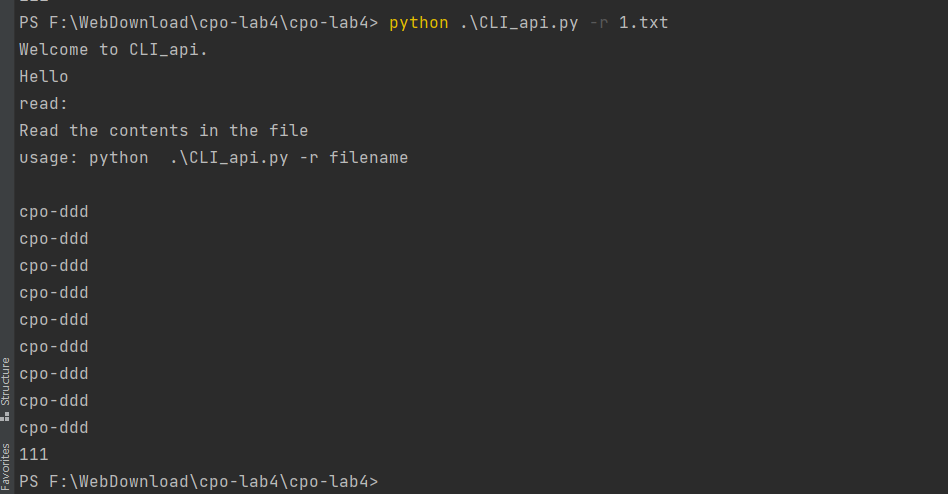 PS F:\WebDownload\cpo-lab4\cpo-lab4> python .\CLI_api.py -r 1.txt
Welcome to CLI_api.
Hello
read:
Read the contents in the file
usage: python  .\CLI_api.py -r filename
cpo-ddd
cpo-ddd
cpo-ddd
cpo-ddd
cpo-ddd
cpo-ddd
cpo-ddd
cpo-ddd
cpo-ddd
111
PS F:\WebDownload\cpo-lab4\cpo-lab4>
Structure
Favorites